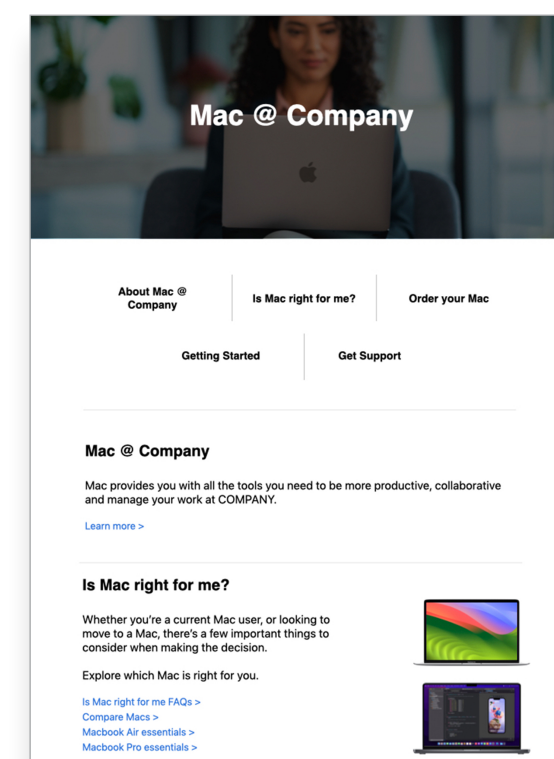 Mac @ Company
About Mac @
Company
Is Mac right for me?
Order your Mac
Getting Started
Get Support
Mac @ Company
Mac provides you with all the tools you need to be more productive, collaborative
and manage your work at COMPANY.
Learn more >
Is Mac right for me?
Whether you're a current Mac user, or looking to
move to a Mac, there's a few important things to
consider when making the decision.
Explore which Mac is right for you.
Is Mac right for me FAQs >
Compare Macs >
Macbook Air essentials >
Macbook Pro essentials >